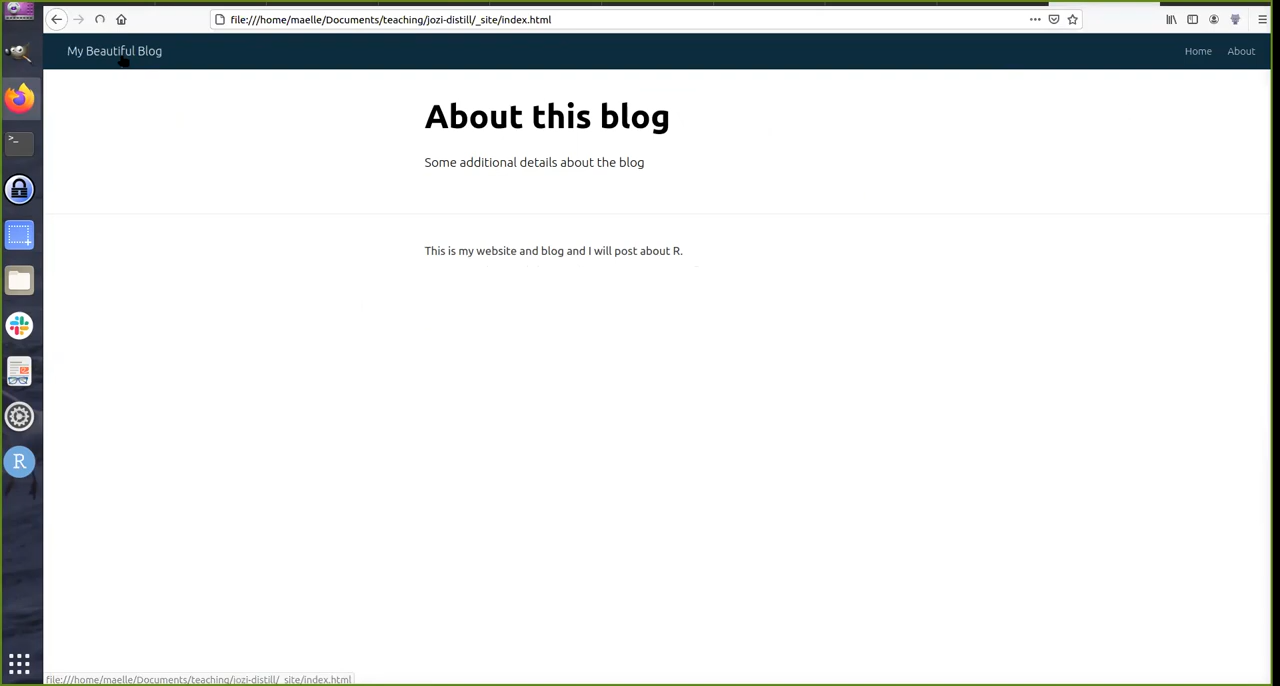 file:///home/maelle/Documents/teaching/jozi-distill/_site/index.html
My Beautiful Blog
Home
About
About this blog
Some additional details about the blog
This is my website and blog and I will post about R.
>_
R
file:///home/maelle/Documents/teaching/jozi-distill/_site/index.html